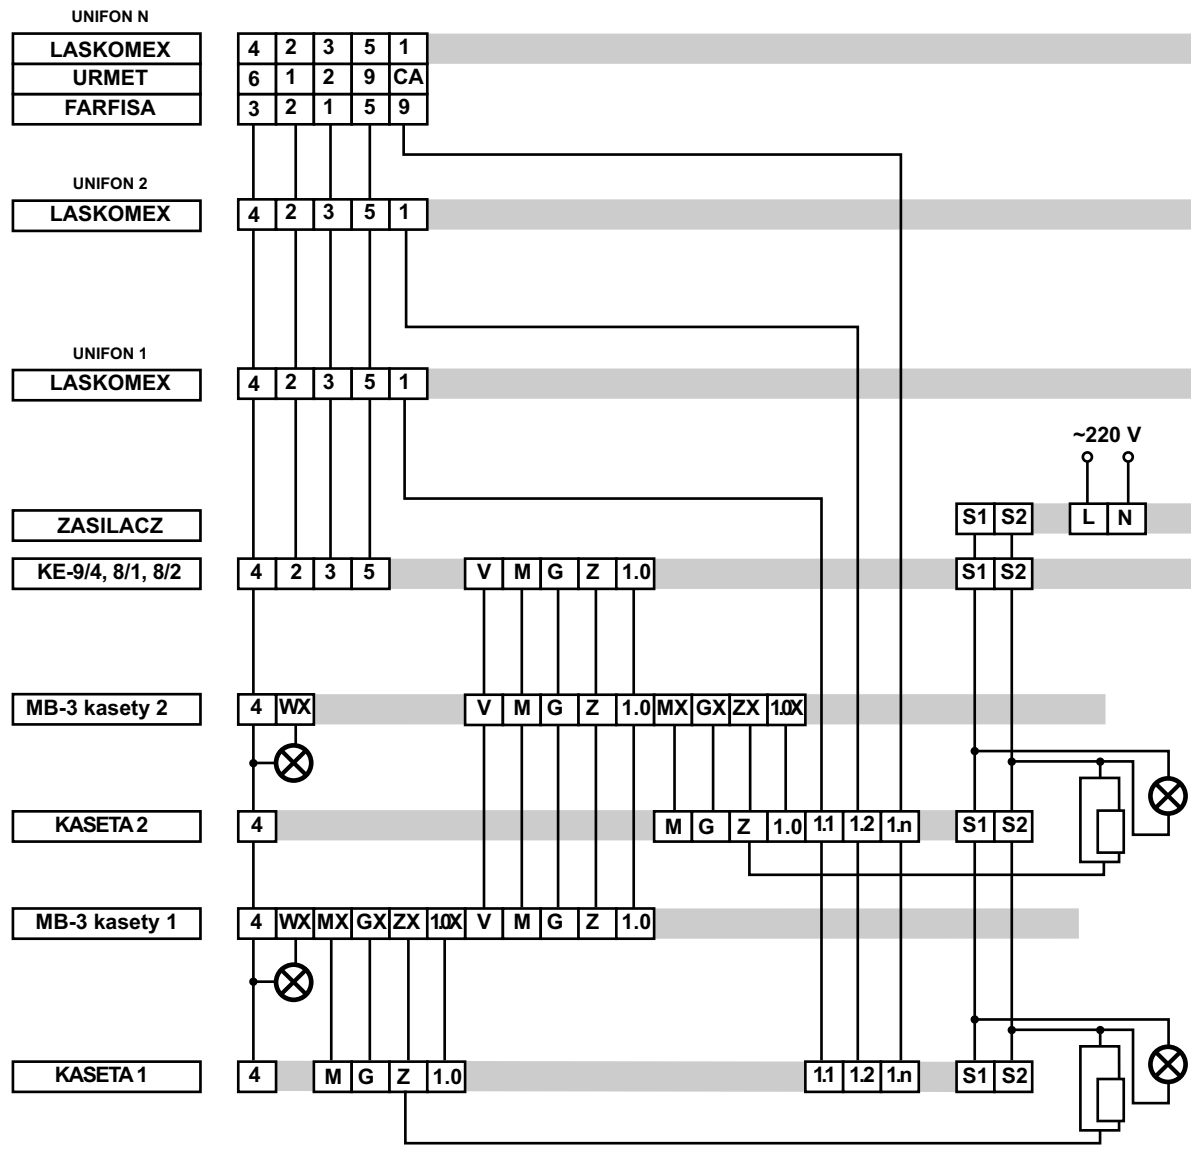 UNIFON N
LASKOMEX 4 2 3 5 1
URMET 6 1 2 9 CA
FARFISA 3 2 1 5 9
UNIFON 2
LASKOMEX 4 2 3 5 1
UNIFON 1
LASKOMEX 4 2 3 5 1
~220 V
ZASILACZ S1 S2 L N
KE-9/4, 8/1, 8/2 4 2 3 5 V M G Z 1.0 S1 S2
MB-3 kasety 2 4 WX V M G Z 1.0 MX GX ZX 1.0X
KASETA 2 4 M G Z 1.0 1.1 1.2 1.n S1 S2
MB-3 kasety 1 4 WX MX GX ZX 1.0X V M G Z 1.0
KASETA 1 4 M G Z 1.0 1.1 1.2 1.n S1 S2